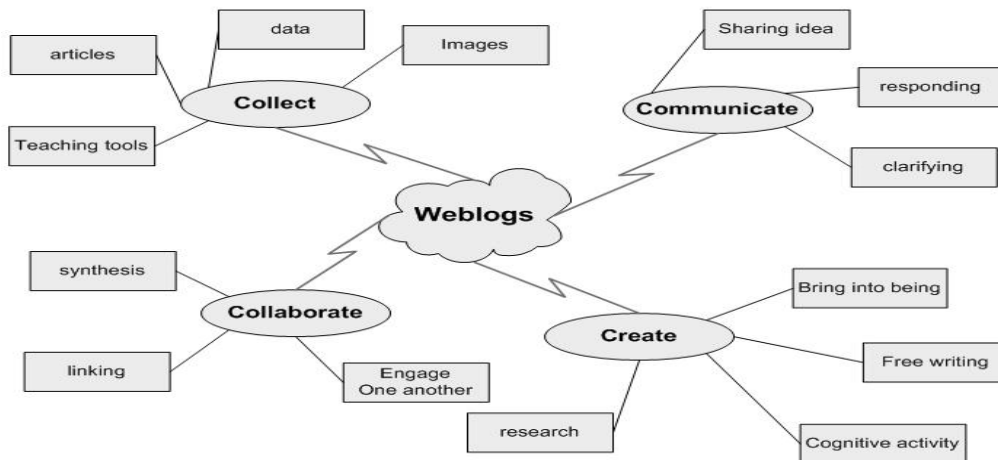 data
Images
articles
Collect
Teaching tools
Sharing idea
responding
Communicate
clarifying
Weblogs
synthesis
Collaborate
linking
Engage
One another
Bring into being
Create
Free writing
research
Cognitive activity